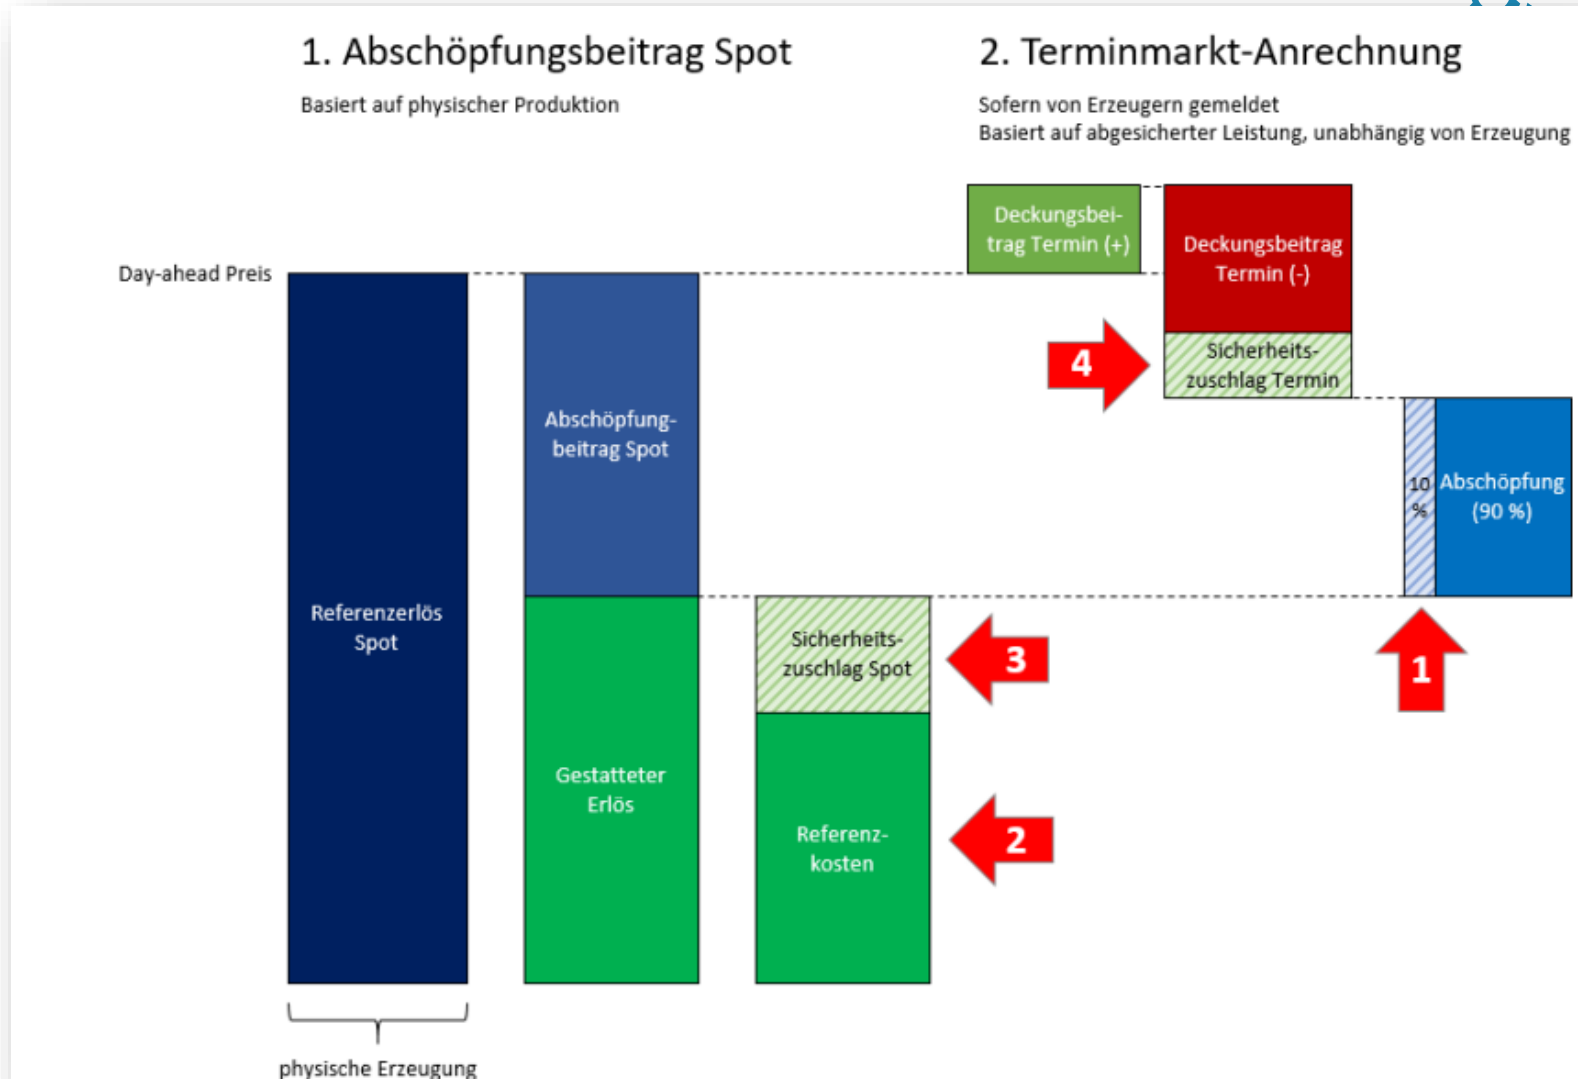 1. Abschöpfungsbeitrag Spot
Basiert auf physischer Produktion
2. Terminmarkt-Anrechnung
Sofern von Erzeugern gemeldet
Basiert auf abgesicherter Leistung, unabhängig von Erzeugung
Day-ahead Preis
Referenzerlös
Spot
physische Erzeugung
Abschöpfung-
beitrag Spot
Gestatteter
Erlös
Sicherheits-
zuschlag Spot
3
Referenz-
kosten
2
Deckungsbei-
trag Termin (+)
Deckungsbeitrag
Termin (-)
4
Sicherheits-
zuschlag Termin
10
%
Abschöpfung
(90 %)
1